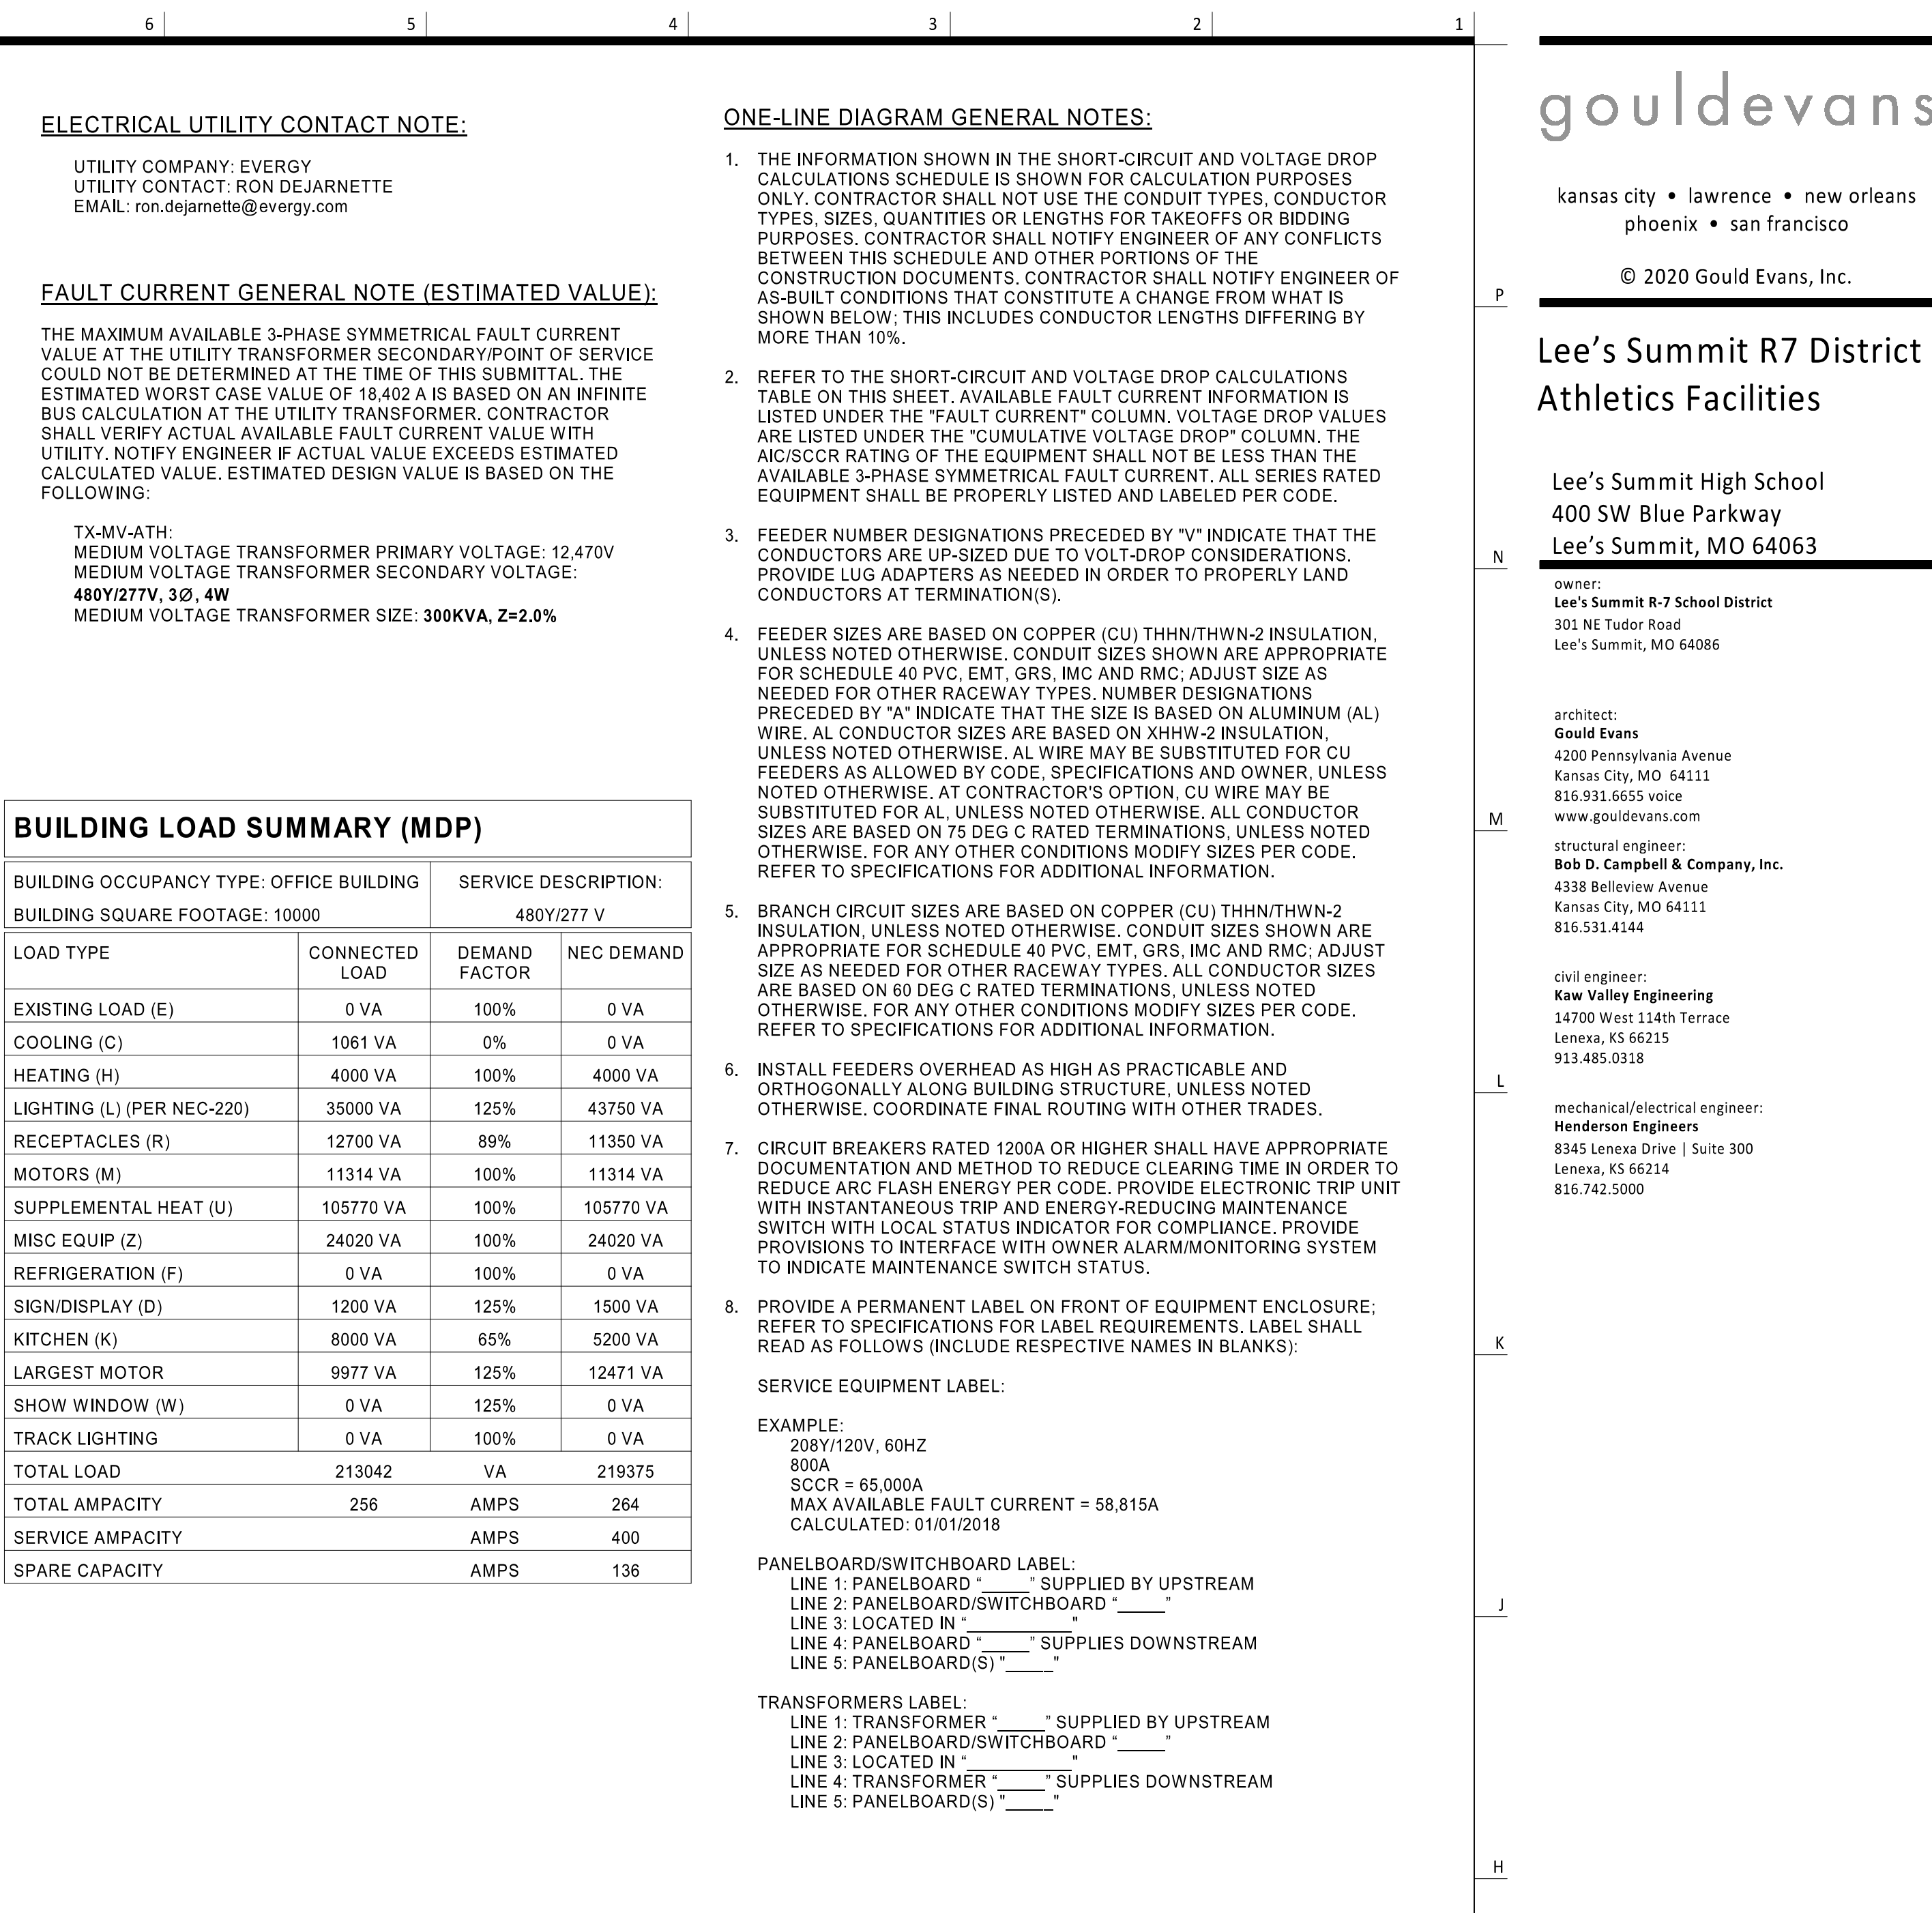 6
5
4
3
2
1
ELECTRICAL UTILITY CONTACT NOTE:
UTILITY COMPANY: EVERGY
UTILITY CONTACT: RON DEJARNETTE
EMAIL: ron.dejarnette@evergy.com
FAULT CURRENT GENERAL NOTE (ESTIMATED VALUE):
THE MAXIMUM AVAILABLE 3-PHASE SYMMETRICAL FAULT CURRENT
VALUE AT THE UTILITY TRANSFORMER SECONDARY/POINT OF SERVICE
COULD NOT BE DETERMINED AT THE TIME OF THIS SUBMITTAL. THE
ESTIMATED WORST CASE VALUE OF 18,402 A IS BASED ON AN INFINITE
BUS CALCULATION AT THE UTILITY TRANSFORMER. CONTRACTOR
SHALL VERIFY ACTUAL AVAILABLE FAULT CURRENT VALUE WITH
UTILITY. NOTIFY ENGINEER IF ACTUAL VALUE EXCEEDS ESTIMATED
CALCULATED VALUE. ESTIMATED DESIGN VALUE IS BASED ON THE
FOLLOWING:
TX-MV-ATH:
MEDIUM VOLTAGE TRANSFORMER PRIMARY VOLTAGE: 12,470V
MEDIUM VOLTAGE TRANSFORMER SECONDARY VOLTAGE:
480Y/277V, 3Ø, 4W
MEDIUM VOLTAGE TRANSFORMER SIZE: 300KVA, Z=2.0%
BUILDING LOAD SUMMARY (MDP)
BUILDING OCCUPANCY TYPE: OFFICE BUILDING
BUILDING SQUARE FOOTAGE: 10000
SERVICE DESCRIPTION:
480Y/277 V
LOAD TYPE CONNECTED LOAD DEMAND FACTOR NEC DEMAND
EXISTING LOAD (E) 0 VA 100% 0 VA
COOLING (C) 1061 VA 0% 0 VA
HEATING (H) 4000 VA 100% 4000 VA
LIGHTING (L) (PER NEC-220) 35000 VA 125% 43750 VA
RECEPTACLES (R) 12700 VA 89% 11350 VA
MOTORS (M) 11314 VA 100% 11314 VA
SUPPLEMENTAL HEAT (U) 105770 VA 100% 105770 VA
MISC EQUIP (Z) 24020 VA 100% 24020 VA
REFRIGERATION (F) 0 VA 100% 0 VA
SIGN/DISPLAY (D) 1200 VA 125% 1500 VA
KITCHEN (K) 8000 VA 65% 5200 VA
LARGEST MOTOR 9977 VA 125% 12471 VA
SHOW WINDOW (W) 0 VA 125% 0 VA
TRACK LIGHTING 0 VA 100% 0 VA
TOTAL LOAD 213042 VA 219375
TOTAL AMPACITY 256 AMPS 264
SERVICE AMPACITY AMPS 400
SPARE CAPACITY AMPS 136
ONE-LINE DIAGRAM GENERAL NOTES:
1. THE INFORMATION SHOWN IN THE SHORT-CIRCUIT AND VOLTAGE DROP
CALCULATIONS SCHEDULE IS SHOWN FOR CALCULATION PURPOSES
ONLY. CONTRACTOR SHALL NOT USE THE CONDUIT TYPES, CONDUCTOR
TYPES, SIZES, QUANTITIES OR LENGTHS FOR TAKEOFFS OR BIDDING
PURPOSES. CONTRACTOR SHALL NOTIFY ENGINEER OF ANY CONFLICTS
BETWEEN THIS SCHEDULE AND OTHER PORTIONS OF THE
CONSTRUCTION DOCUMENTS. CONTRACTOR SHALL NOTIFY ENGINEER OF
AS-BUILT CONDITIONS THAT CONSTITUTE A CHANGE FROM WHAT IS
SHOWN BELOW; THIS INCLUDES CONDUCTOR LENGTHS DIFFERING BY
MORE THAN 10%.
2. REFER TO THE SHORT-CIRCUIT AND VOLTAGE DROP CALCULATIONS
TABLE ON THIS SHEET. AVAILABLE FAULT CURRENT INFORMATION IS
LISTED UNDER THE "FAULT CURRENT" COLUMN. VOLTAGE DROP VALUES
ARE LISTED UNDER THE "CUMULATIVE VOLTAGE DROP" COLUMN. THE
AIC/SCCR RATING OF THE EQUIPMENT SHALL NOT BE LESS THAN THE
AVAILABLE 3-PHASE SYMMETRICAL FAULT CURRENT. ALL SERIES RATED
EQUIPMENT SHALL BE PROPERLY LISTED AND LABELED PER CODE.
3. FEEDER NUMBER DESIGNATIONS PRECEDED BY "V" INDICATE THAT THE
CONDUCTORS ARE UP-SIZED DUE TO VOLT-DROP CONSIDERATIONS.
PROVIDE LUG ADAPTERS AS NEEDED IN ORDER TO PROPERLY LAND
CONDUCTORS AT TERMINATION(S).
4. FEEDER SIZES ARE BASED ON COPPER (CU) THHN/THWN-2 INSULATION,
UNLESS NOTED OTHERWISE. CONDUIT SIZES SHOWN ARE APPROPRIATE
FOR SCHEDULE 40 PVC, EMT, GRS, IMC AND RMC; ADJUST SIZE AS
NEEDED FOR OTHER RACEWAY TYPES. NUMBER DESIGNATIONS
PRECEDED BY "A" INDICATE THAT THE SIZE IS BASED ON ALUMINUM (AL)
WIRE. AL CONDUCTOR SIZES ARE BASED ON XHHW-2 INSULATION,
UNLESS NOTED OTHERWISE. AL WIRE MAY BE SUBSTITUTED FOR CU
FEEDERS AS ALLOWED BY CODE, SPECIFICATIONS AND OWNER, UNLESS
NOTED OTHERWISE. AT CONTRACTOR'S OPTION, CU WIRE MAY BE
SUBSTITUTED FOR AL, UNLESS NOTED OTHERWISE. ALL CONDUCTOR
SIZES ARE BASED ON 75 DEG C RATED TERMINATIONS, UNLESS NOTED
OTHERWISE. FOR ANY OTHER CONDITIONS MODIFY SIZES PER CODE.
REFER TO SPECIFICATIONS FOR ADDITIONAL INFORMATION.
5. BRANCH CIRCUIT SIZES ARE BASED ON COPPER (CU) THHN/THWN-2
INSULATION, UNLESS NOTED OTHERWISE. CONDUIT SIZES SHOWN ARE
APPROPRIATE FOR SCHEDULE 40 PVC, EMT, GRS, IMC AND RMC; ADJUST
SIZE AS NEEDED FOR OTHER RACEWAY TYPES. ALL CONDUCTOR SIZES
ARE BASED ON 60 DEG C RATED TERMINATIONS, UNLESS NOTED
OTHERWISE. FOR ANY OTHER CONDITIONS MODIFY SIZES PER CODE.
REFER TO SPECIFICATIONS FOR ADDITIONAL INFORMATION.
6. INSTALL FEEDERS OVERHEAD AS HIGH AS PRACTICABLE AND
ORTHOGONALLY ALONG BUILDING STRUCTURE, UNLESS NOTED
OTHERWISE. COORDINATE FINAL ROUTING WITH OTHER TRADES.
7. CIRCUIT BREAKERS RATED 1200A OR HIGHER SHALL HAVE APPROPRIATE
DOCUMENTATION AND METHOD TO REDUCE CLEARING TIME IN ORDER TO
REDUCE ARC FLASH ENERGY PER CODE. PROVIDE ELECTRONIC TRIP UNIT
WITH INSTANTANEOUS TRIP AND ENERGY-REDUCING MAINTENANCE
SWITCH WITH LOCAL STATUS INDICATOR FOR COMPLIANCE. PROVIDE
PROVISIONS TO INTERFACE WITH OWNER ALARM/MONITORING SYSTEM
TO INDICATE MAINTENANCE SWITCH STATUS.
8. PROVIDE A PERMANENT LABEL ON FRONT OF EQUIPMENT ENCLOSURE;
REFER TO SPECIFICATIONS FOR LABEL REQUIREMENTS. LABEL SHALL
READ AS FOLLOWS (INCLUDE RESPECTIVE NAMES IN BLANKS):
SERVICE EQUIPMENT LABEL:
EXAMPLE:
208Y/120V, 60HZ
800A
SCCR = 65,000A
MAX AVAILABLE FAULT CURRENT = 58,815A
CALCULATED: 01/01/2018
PANELBOARD/SWITCHBOARD LABEL:
LINE 1: PANELBOARD “_____” SUPPLIED BY UPSTREAM
LINE 2: PANELBOARD/SWITCHBOARD “_____”
LINE 3: LOCATED IN “___________"
LINE 4: PANELBOARD “_____” SUPPLIES DOWNSTREAM
LINE 5: PANELBOARD(S) "_____"
TRANSFORMERS LABEL:
LINE 1: TRANSFORMER “_____” SUPPLIED BY UPSTREAM
LINE 2: PANELBOARD/SWITCHBOARD “_____”
LINE 3: LOCATED IN “___________"
LINE 4: TRANSFORMER “_____” SUPPLIES DOWNSTREAM
LINE 5: PANELBOARD(S) "_____"
P
N
M
L
K
J
H
gouldevans
kansas city • lawrence • new orleans
phoenix • san francisco
© 2020 Gould Evans, Inc.
Lee’s Summit R7 District
Athletics Facilities
Lee’s Summit High School
400 SW Blue Parkway
Lee’s Summit, MO 64063
owner:
Lee's Summit R-7 School District
301 NE Tudor Road
Lee's Summit, MO 64086
architect:
Gould Evans
4200 Pennsylvania Avenue
Kansas City, MO 64111
816.931.6655 voice
www.gouldevans.com
structural engineer:
Bob D. Campbell & Company, Inc.
4338 Belleview Avenue
Kansas City, MO 64111
816.531.4144
civil engineer:
Kaw Valley Engineering
14700 West 114th Terrace
Lenexa, KS 66215
913.485.0318
mechanical/electrical engineer:
Henderson Engineers
8345 Lenexa Drive | Suite 300
Lenexa, KS 66214
816.742.5000